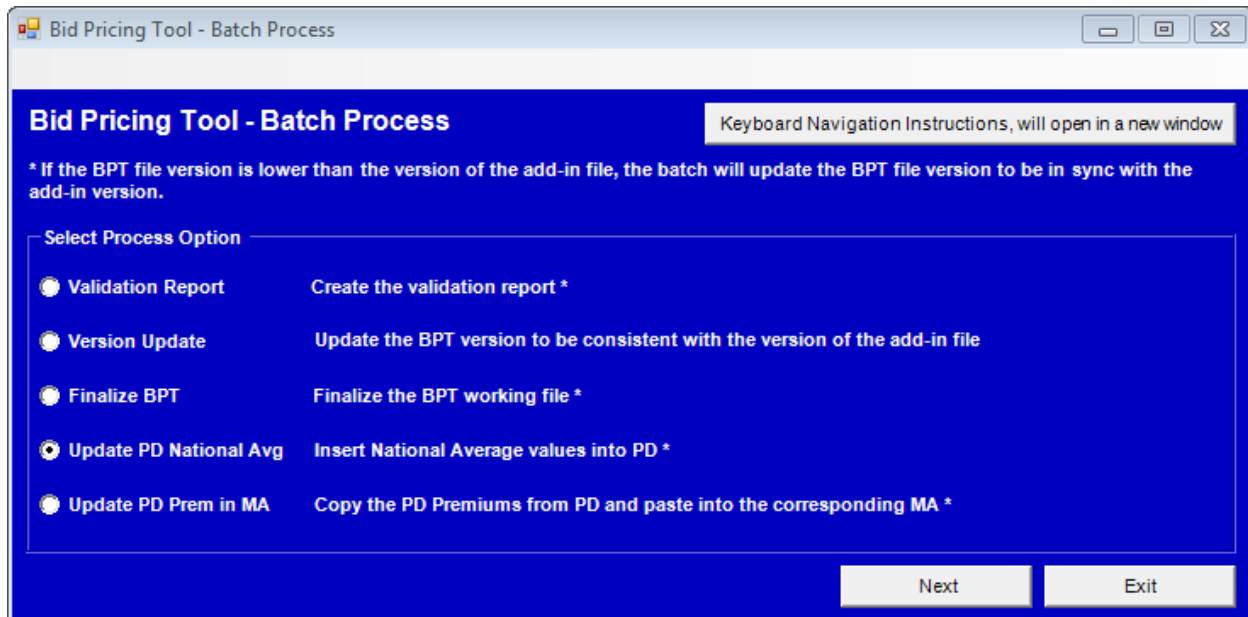 Bid Pricing Tool - Batch Process
Bid Pricing Tool - Batch Process
Keyboard Navigation Instructions, will open in a new window
* If the BPT file version is lower than the version of the add-in file, the batch will update the BPT file version to be in sync with the
add-in version.
Select Process Option
Validation Report Create the validation report *
Version Update Update the BPT version to be consistent with the version of the add-in file
Finalize BPT Finalize the BPT working file *
Update PD National Avg Insert National Average values into PD *
Update PD Prem in MA Copy the PD Premiums from PD and paste into the corresponding MA *
Next Exit